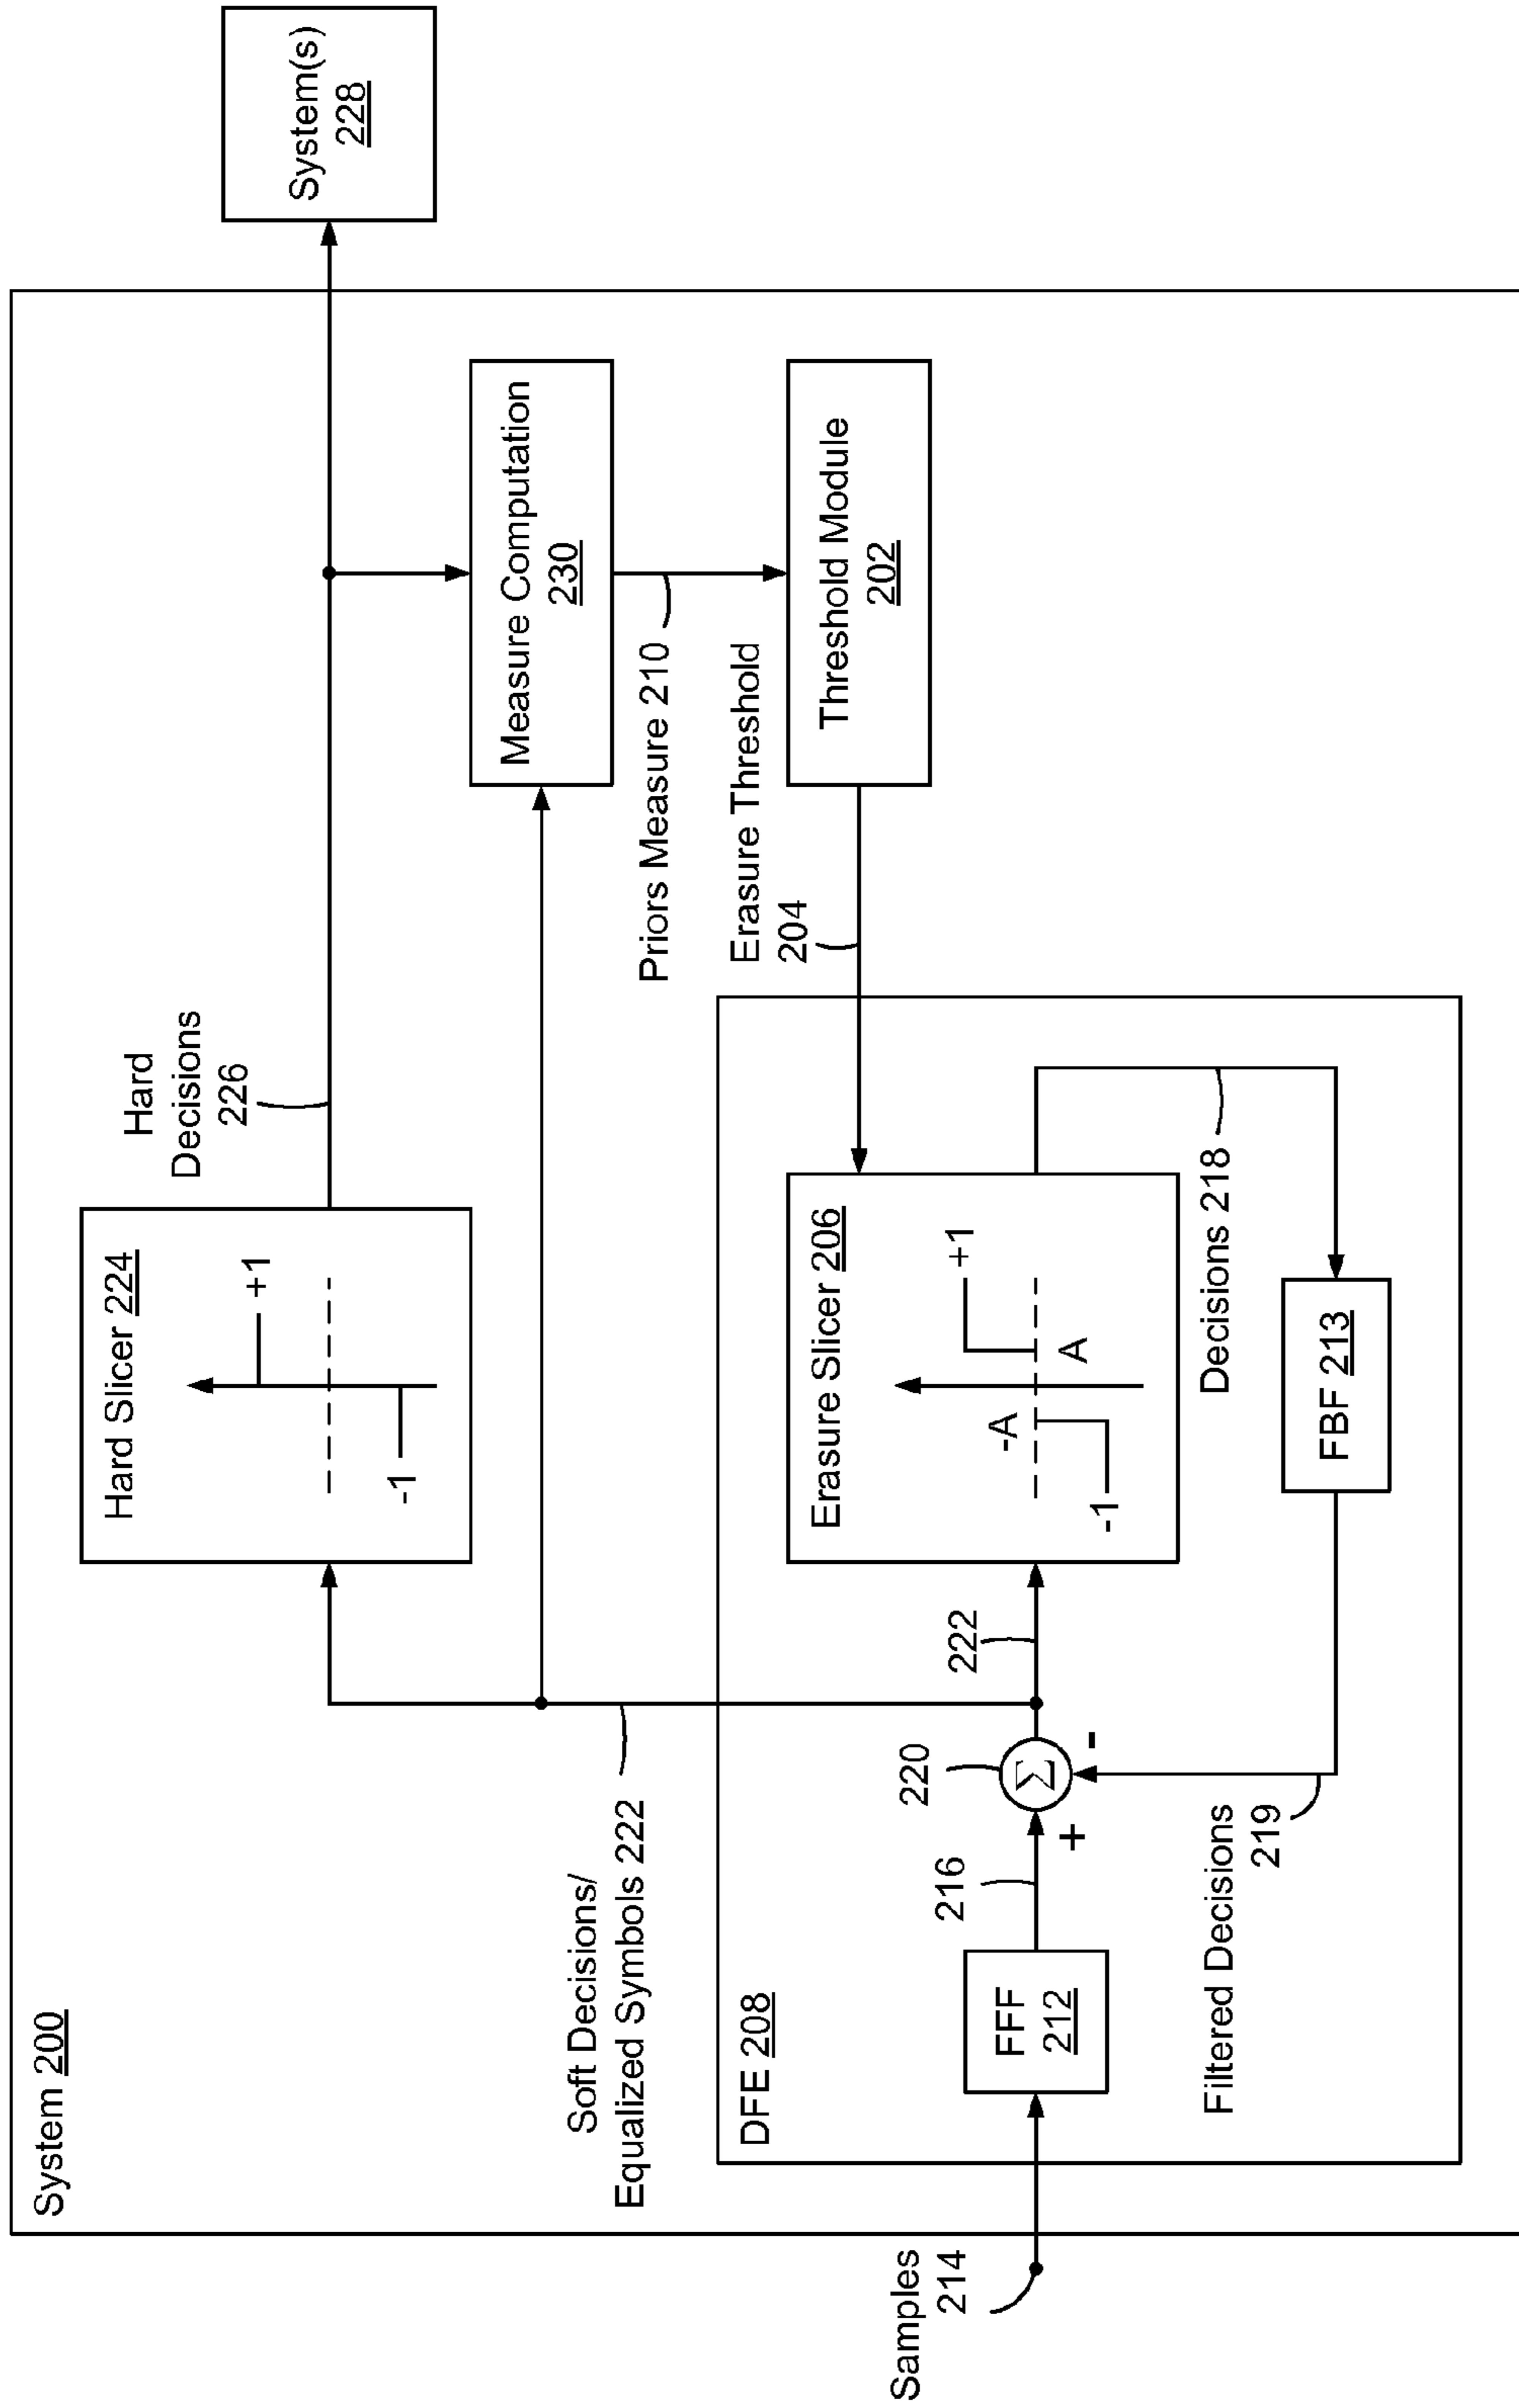 System 200
System(s)
228
Hard Slicer 224
+1
-1
Hard
Decisions
226
Measure Computation
230
Priors Measure 210
Erasure Threshold
204
Threshold Module
202
Soft Decisions/
Equalized Symbols 222
DFE 208
Samples
214
FFF
212
216
+
-
Σ
220
222
Erasure Slicer 206
+1
-A
A
-1
Decisions 218
FBF 213
Filtered Decisions
219